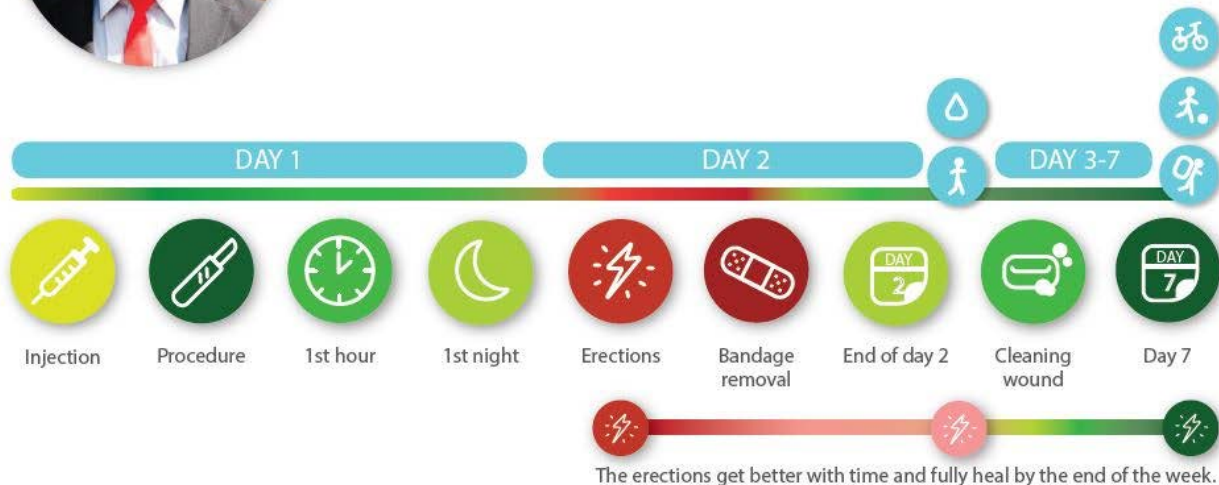 DAY 1
DAY 2
DAY 3-7
DAY
2
DAY
7
Injection
Procedure
1st hour
1st night
Erections
Bandage
removal
End of day 2
Cleaning
wound
Day 7
The erections get better with time and fully heal by the end of the week.